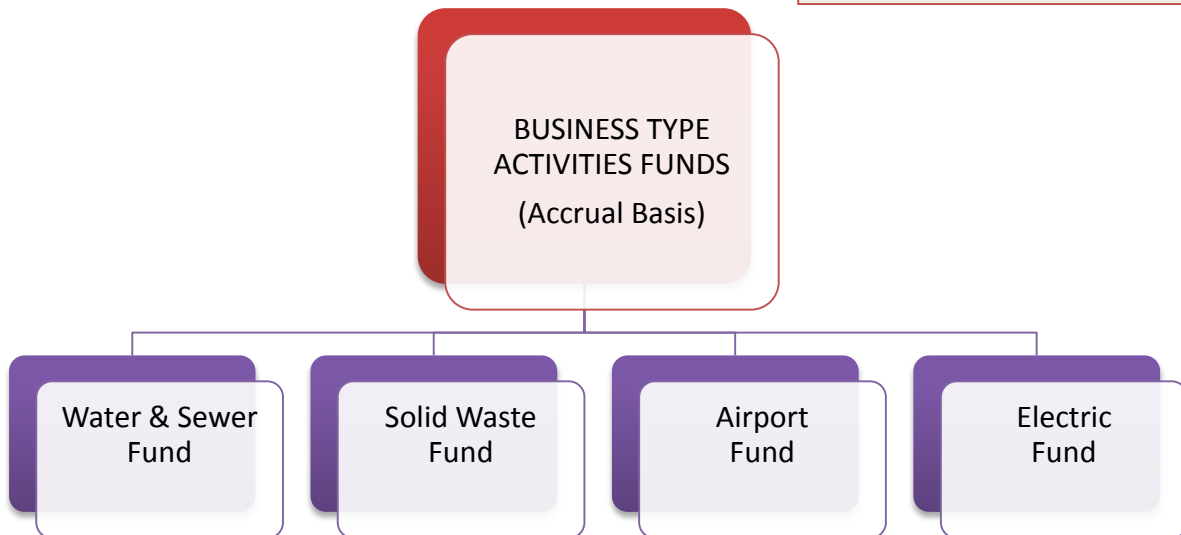 BUSINESS TYPE
ACTIVITIES FUNDS
(Accrual Basis)
Water & Sewer
Fund
Solid Waste
Fund
Airport
Fund
Electric
Fund